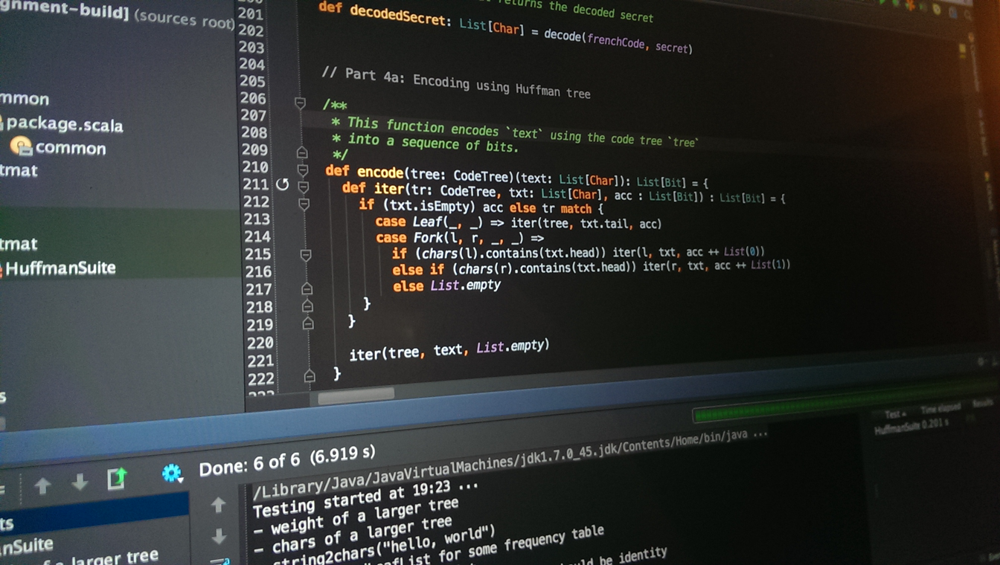 gnment-build] (sources root)
mmon
package.scala
common
tmat
tmat
HuffmanSuite
201
202
203
204
205
206
207
208
209
210
211
212
213
214
215
216
217
218
219
220
221
222
returns the decoded secret
def decodedSecret: List[Char] = decode(frenchCode, secret)
// Part 4a: Encoding using Huffman tree
/**
* This function encodes `text` using the code tree `tree`
* into a sequence of bits.
*/
def encode(tree: CodeTree)(text: List[Char]): List[Bit] = {
def iter(tr: CodeTree, txt: List[Char], acc : List[Bit]) : List[Bit] = {
if (txt.isEmpty) acc else tr match {
case Leaf(_, _) => iter(tree, txt.tail, acc)
case Fork(l, r, _, _) =>
if (chars(l).contains(txt.head)) iter(l, txt, acc ++ List(0))
else if (chars(r).contains(txt.head)) iter(r, txt, acc ++ List(1))
else List.empty
}
}
iter(tree, text, List.empty)
}
Done: 6 of 6 (6.919 s)
Test Time elapsed Results
HuffmanSuite 0.201 s
/Library/Java/JavaVirtualMachines/jdk1.7.0_45.jdk/Contents/Home/bin/java ...
Testing started at 19:23 ...
- weight of a larger tree
- chars of a larger tree
string2chars("hello, world")
for some frequency table
be identity
ts
nSuite
a larger tree